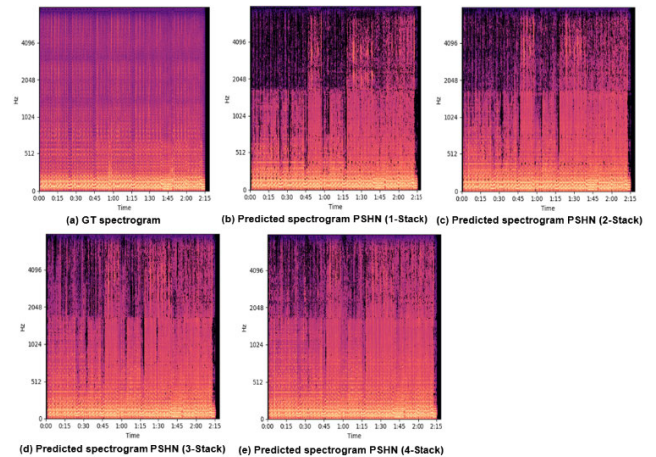 4096
2048
1024
512
0
Hz
0:00 0:15 0:30 0:45 1:00 1:15 1:30 1:45 2:00 2:15
Time
(a) GT spectrogram
4096
2048
1024
512
0
Hz
0:00 0:15 0:30 0:45 1:00 1:15 1:30 1:45 2:00 2:15
Time
(b) Predicted spectrogram PSHN (1-Stack)
4096
2048
1024
512
0
Hz
0:00 0:15 0:30 0:45 1:00 1:15 1:30 1:45 2:00 2:15
Time
(c) Predicted spectrogram PSHN (2-Stack)
4096
2048
1024
512
0
Hz
0:00 0:15 0:30 0:45 1:02 1:15 1:30 1:45 2:00 2:15
Time
(d) Predicted spectrogram PSHN (3-Stack)
4096
2048
1024
512
0
Hz
0:00 0:15 0:30 0:45 1:00 1:15 1:30 1:45 2:00 2:15
Time
(e) Predicted spectrogram PSHN (4-Stack)